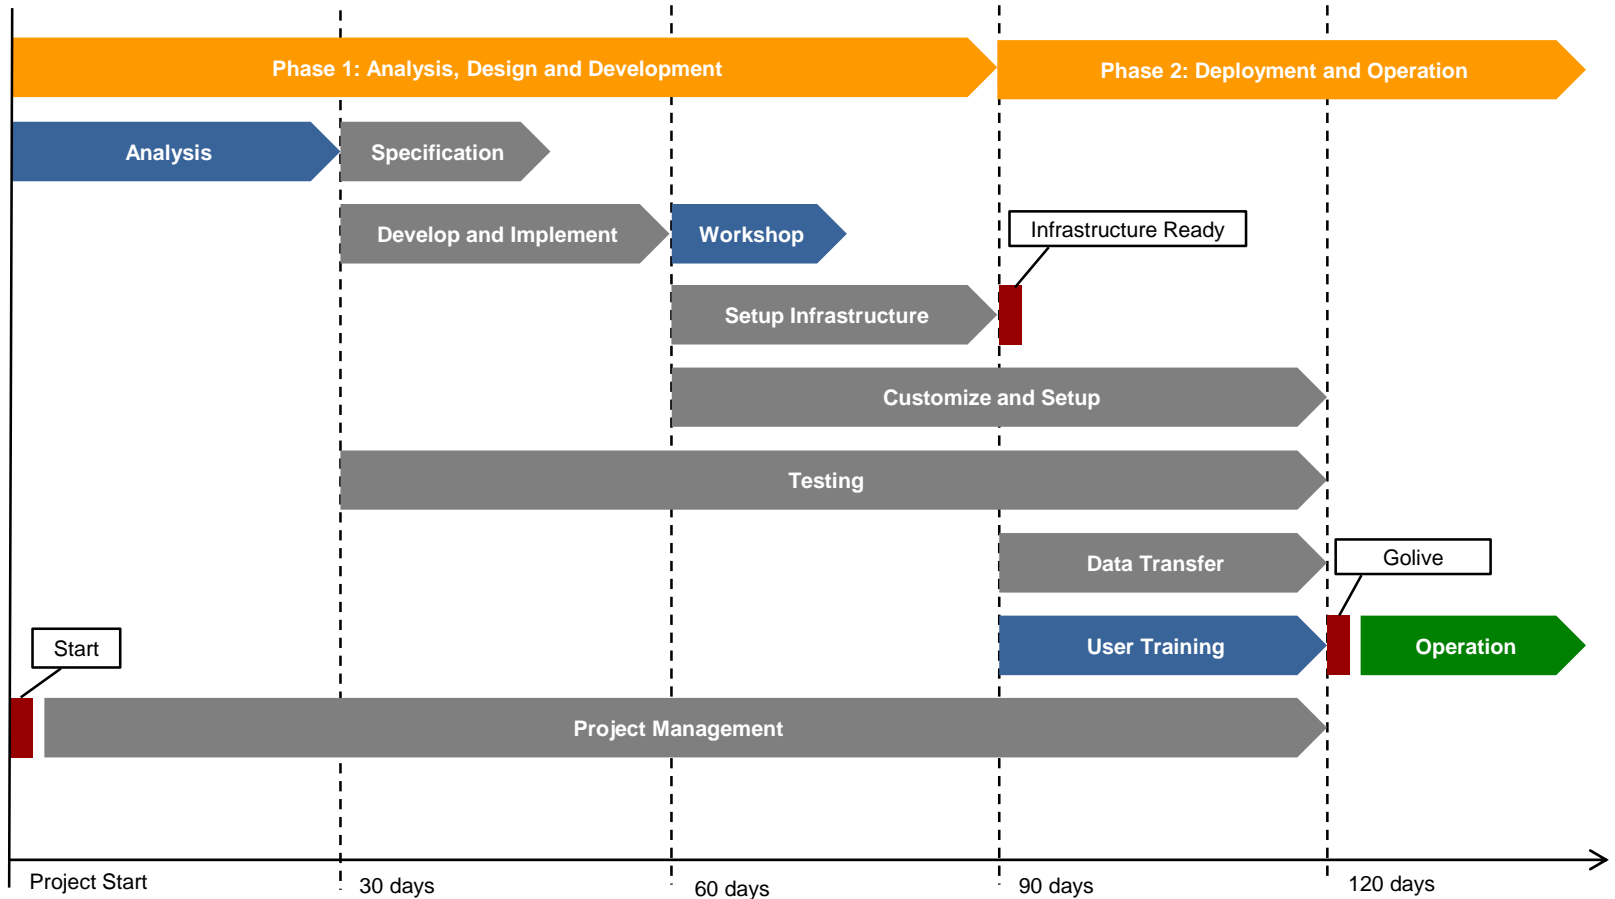 Phase 1: Analysis, Design and Development
Phase 2: Deployment and Operation
Analysis
Specification
Develop and Implement
Workshop
Infrastructure Ready
Setup Infrastructure
Customize and Setup
Testing
Data Transfer
Golive
User Training
Operation
Start
Project Management
Project Start
30 days
60 days
90 days
120 days